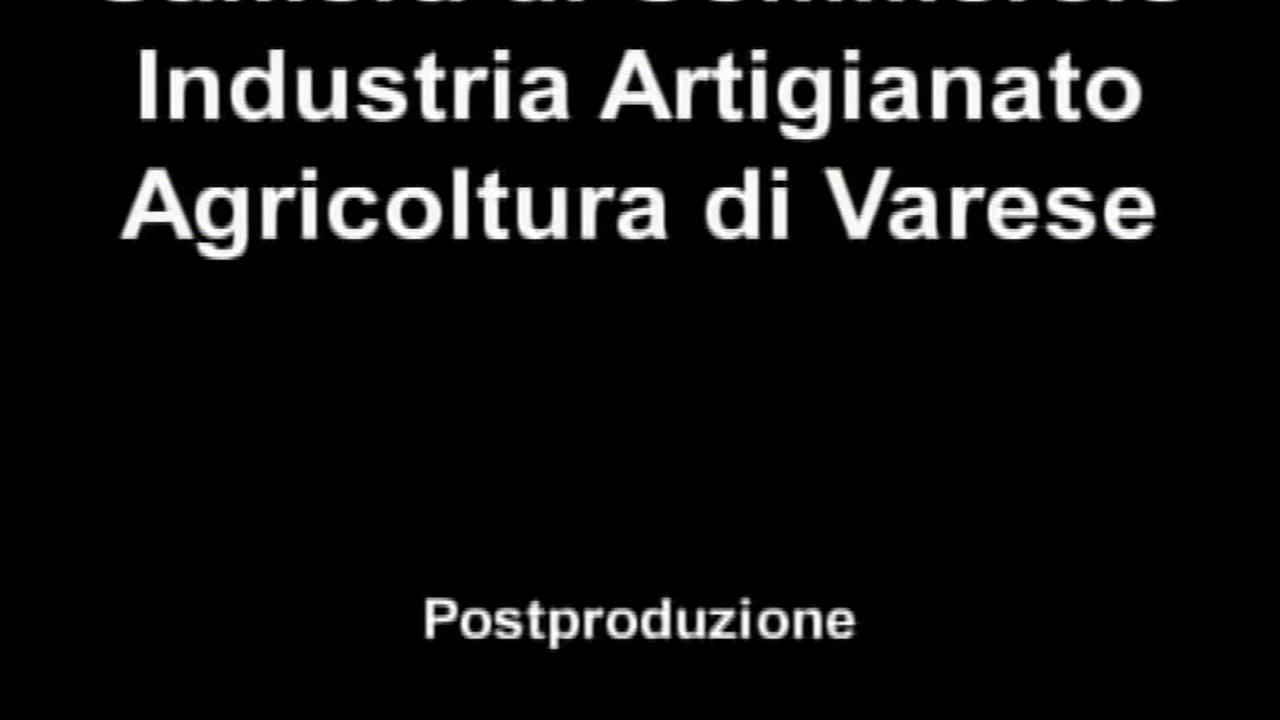 Industria Artigianato
Agricoltura di Varese
Postproduzione